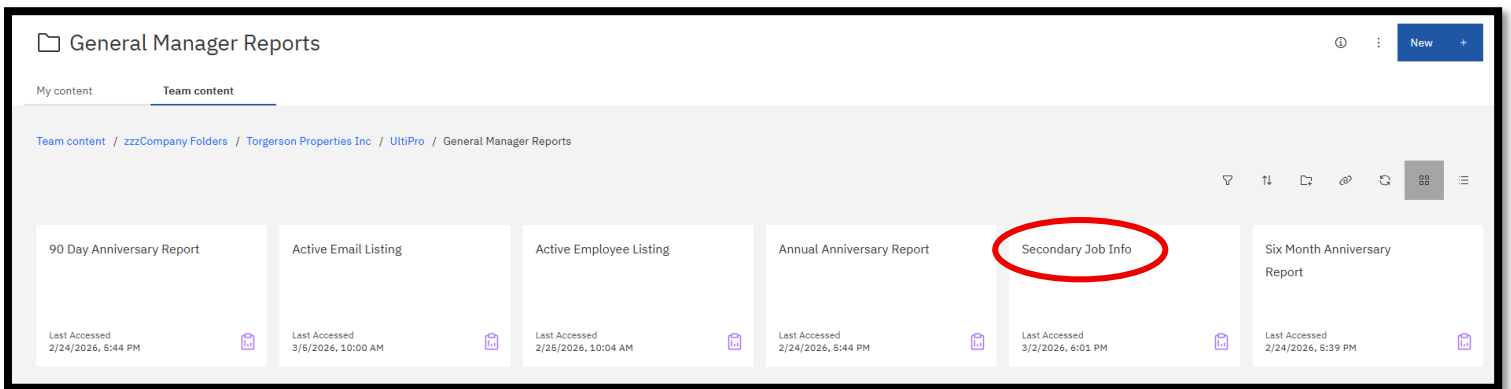 General Manager Reports
New +
My content
Team content
Team content / zzzCompany Folders / Torgerson Properties Inc / UltiPro / General Manager Reports
90 Day Anniversary Report
Last Accessed
2/24/2026, 5:44 PM
Active Email Listing
Last Accessed
3/5/2026, 10:00 AM
Active Employee Listing
Last Accessed
2/25/2026, 10:04 AM
Annual Anniversary Report
Last Accessed
2/24/2026, 5:44 PM
Secondary Job Info
Last Accessed
3/2/2026, 6:01 PM
Six Month Anniversary
Report
Last Accessed
2/24/2026, 5:39 PM